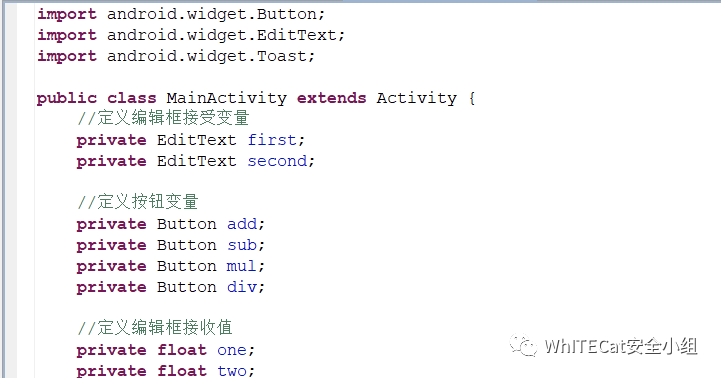 import android.widget.Button;
import android.widget.EditText;
import android.widget.Toast;
public class MainActivity extends Activity {
//定义编辑框接受变量
private EditText first;
private EditText second;
//定义按钮变量
private Button add;
private Button sub;
private Button mul;
private Button div;
//定义编辑框接收值
private float one;
private float two;
WhITECat安全小组